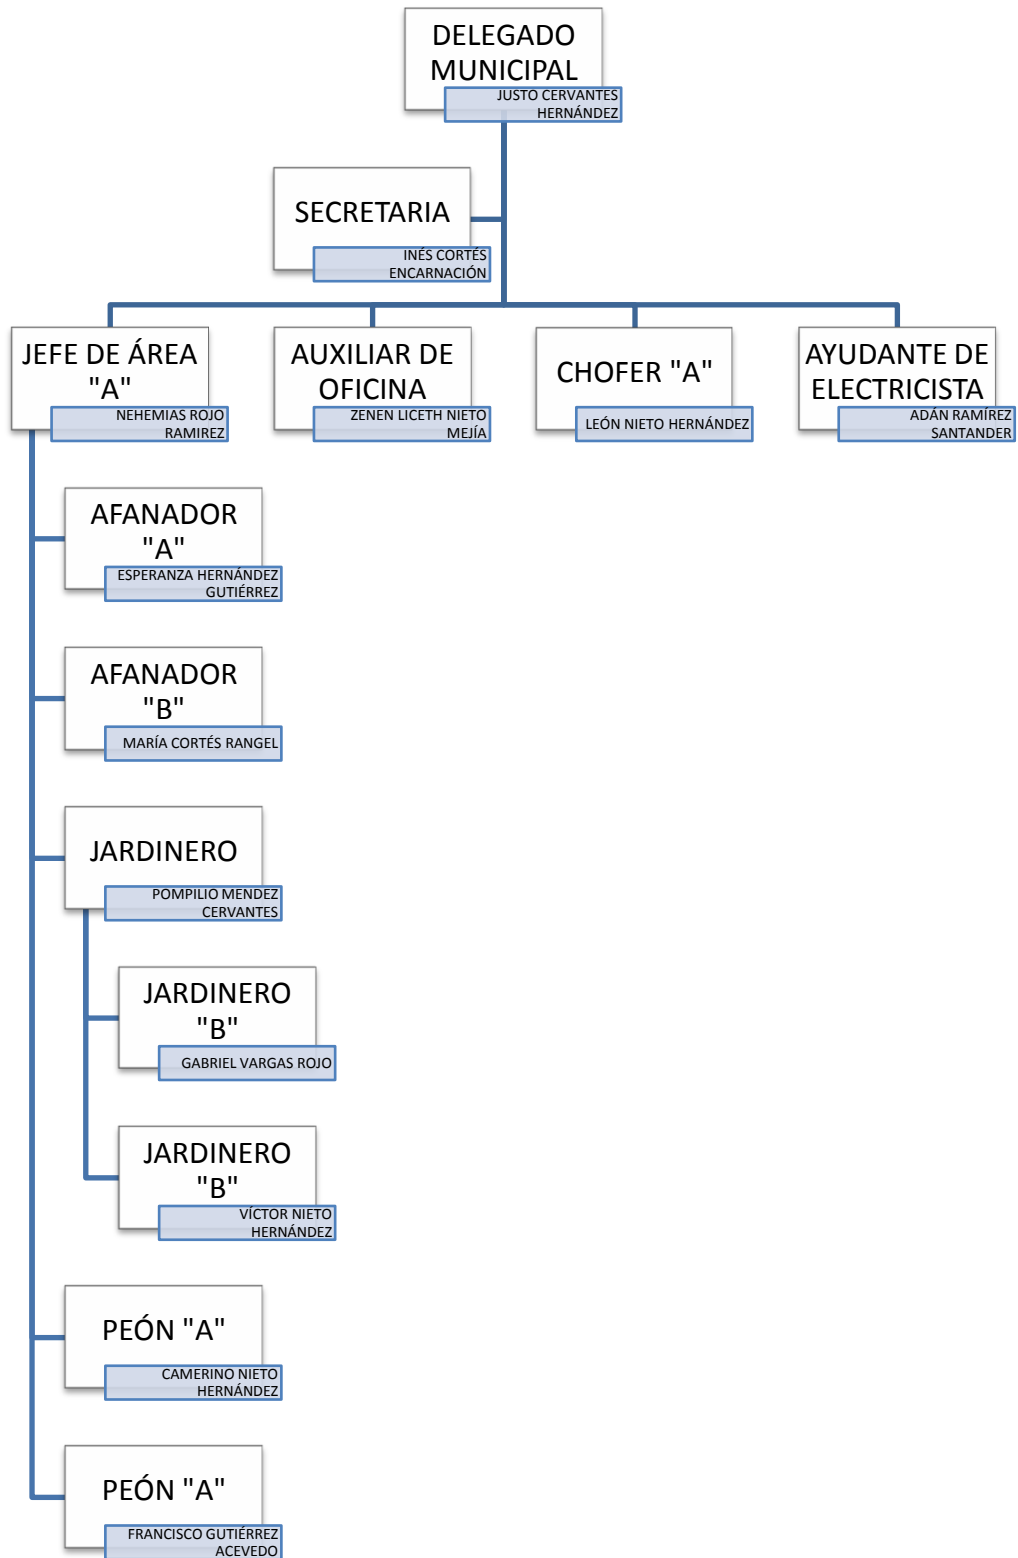 DELEGADO
MUNICIPAL
JUSTO CERVANTES
HERNÁNDEZ
SECRETARIA
INÉS CORTÉS
ENCARNACIÓN
JEFE DE ÁREA
"A"
NEHEMIAS ROJO
RAMIREZ
AUXILIAR DE
OFICINA
ZENEN LICETH NIETO
MEJÍA
CHOFER "A"
LEÓN NIETO HERNÁNDEZ
AYUDANTE DE
ELECTRICISTA
ADÁN RAMÍREZ
SANTANDER
AFANADOR
"A"
ESPERANZA HERNÁNDEZ
GUTIÉRREZ
AFANADOR
"B"
MARÍA CORTÉS RANGEL
JARDINERO
POMPILIO MENDEZ
CERVANTES
JARDINERO
"B"
GABRIEL VARGAS ROJO
JARDINERO
"B"
VÍCTOR NIETO
HERNÁNDEZ
PEÓN "A"
CAMERINO NIETO
HERNÁNDEZ
PEÓN "A"
FRANCISCO GUTIÉRREZ
ACEVEDO